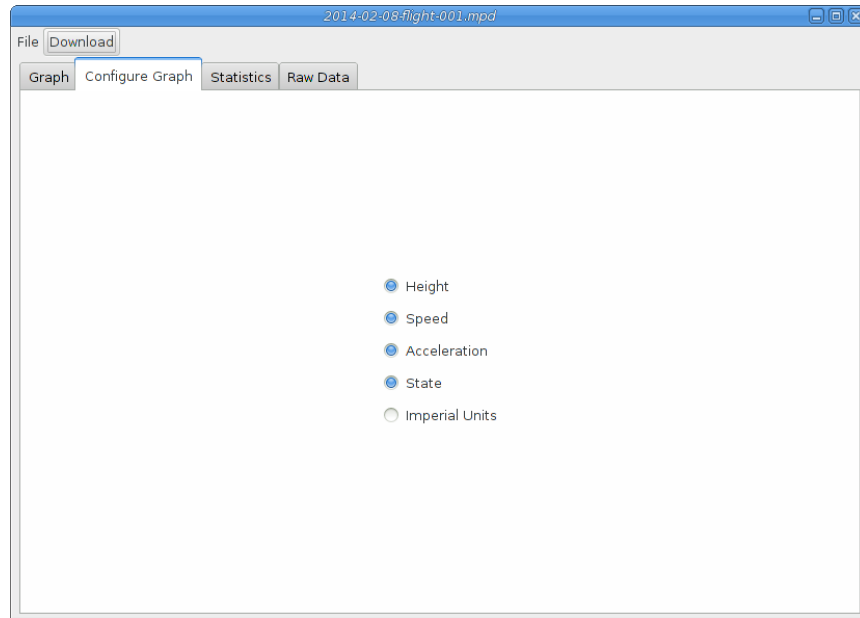 2014-02-08-flight-001.mpd
File Download
Graph Configure Graph Statistics Raw Data
Height
Speed
Acceleration
State
Imperial Units